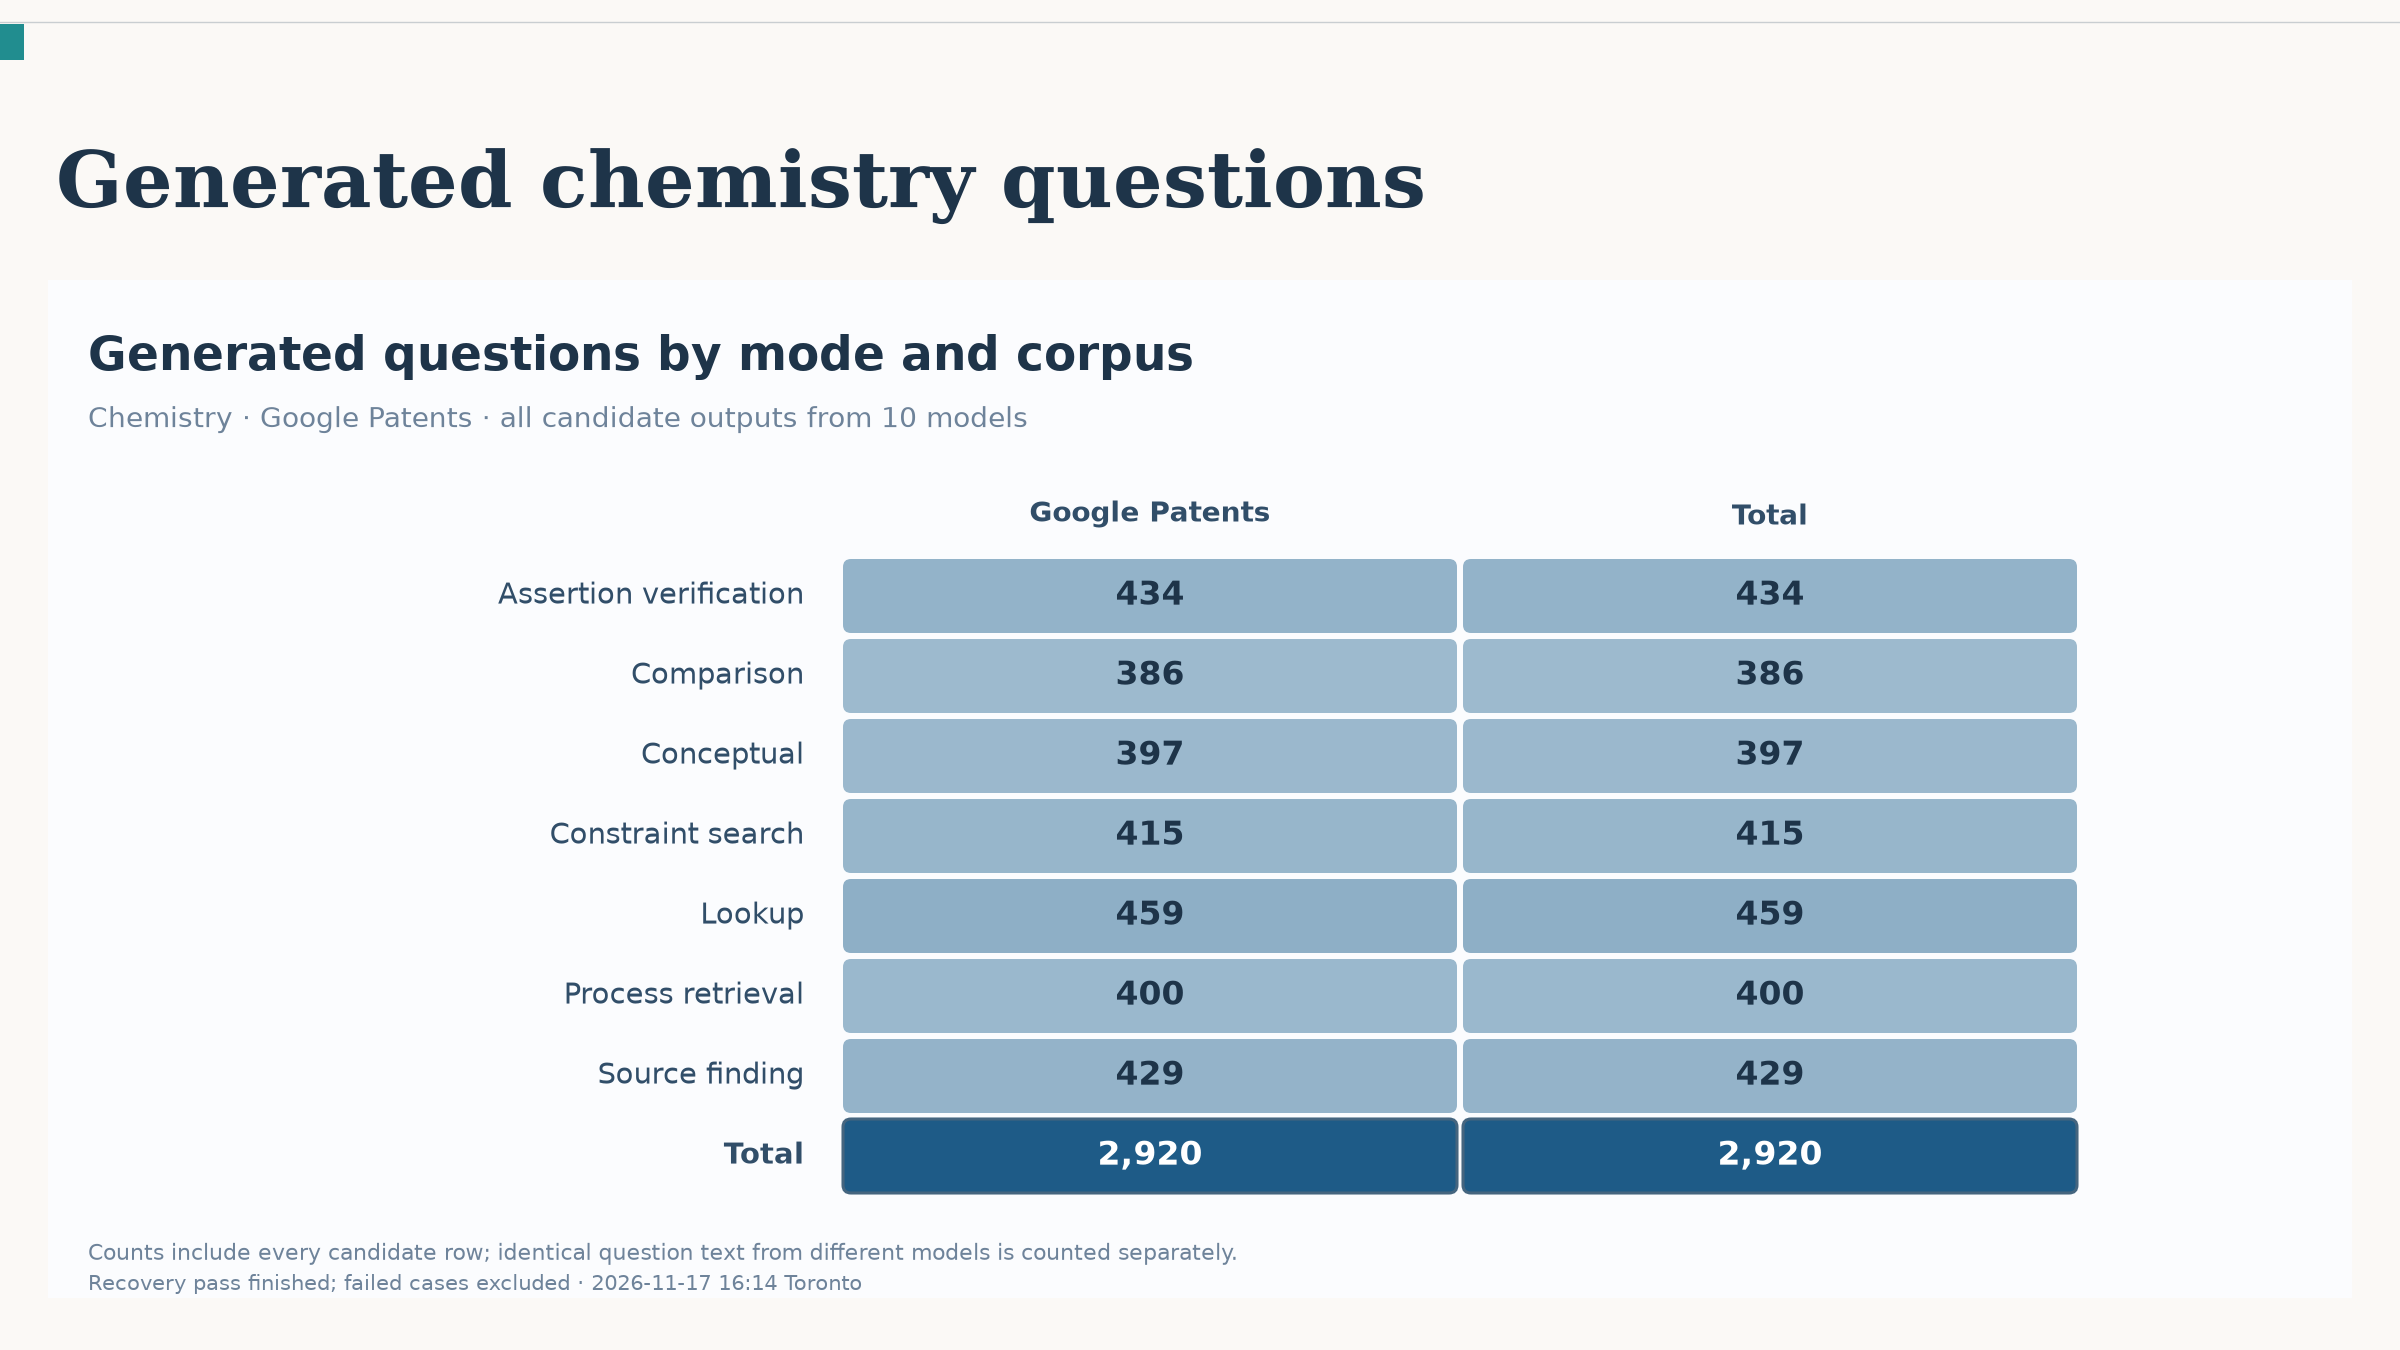 Generated chemistry questions
Generated questions by mode and corpus
Chemistry · Google Patents · all candidate outputs from 10 models
Google Patents Total
Assertion verification 434 434
Comparison 386 386
Conceptual 397 397
Constraint search 415 415
Lookup 459 459
Process retrieval 400 400
Source finding 429 429
Total 2,920 2,920
Counts include every candidate row; identical question text from different models is counted separately.
Recovery pass finished; failed cases excluded · 2026-11-17 16:14 Toronto